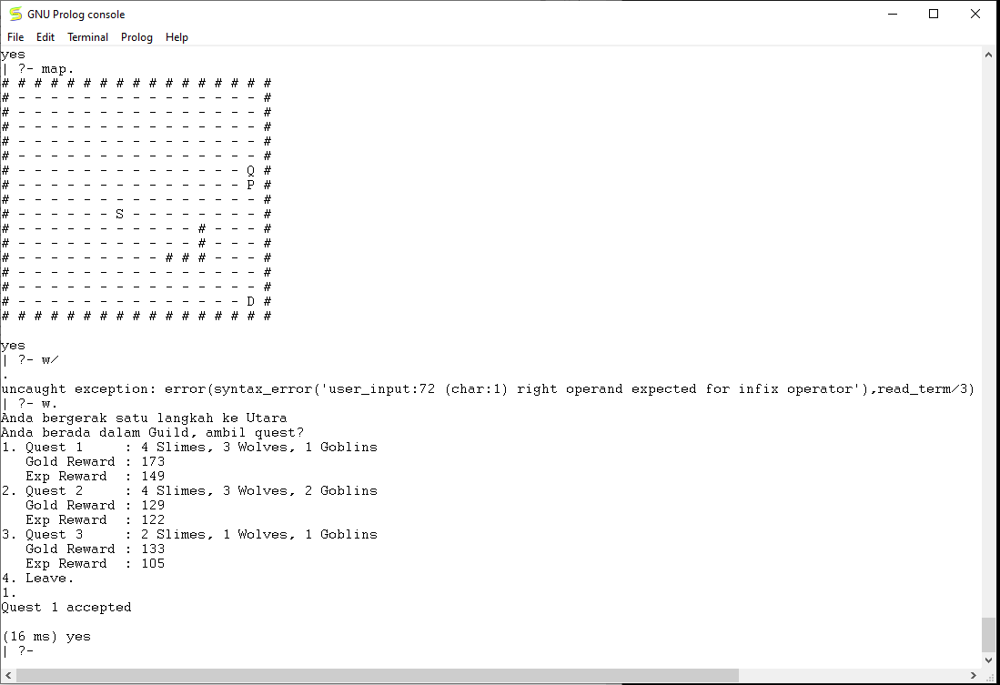 GNU Prolog console
File Edit Terminal Prolog Help
yes
| ?- map.
# # # # # # # # # # # # # # # # #
# - - - - - - - - - - - - - - - #
# - - - - - - - - - - - - - - - #
# - - - - - - - - - - - - - - - #
# - - - - - - - - - - - - - - - #
# - - - - - - - - - - - - - - - #
# - - - - - - - - - - - - - - Q #
# - - - - - - - - - - - - - - P #
# - - - - - - - - - - - - - - - #
# - - - - - - S - - - - - - - - #
# - - - - - - - - - - - # - - - #
# - - - - - - - - - - - # - - - #
# - - - - - - - - - # # # - - - #
# - - - - - - - - - - - - - - - #
# - - - - - - - - - - - - - - - #
# - - - - - - - - - - - - - - D #
# # # # # # # # # # # # # # # # #
yes
| ?- w/
.
uncaught exception: error(syntax_error('user_input:72 (char:1) right operand expected for infix operator'),read_term/3)
| ?- w.
Anda bergerak satu langkah ke Utara
Anda berada dalam Guild, ambil quest?
1. Quest 1     : 4 Slimes, 3 Wolves, 1 Goblins
   Gold Reward : 173
   Exp Reward  : 149
2. Quest 2     : 4 Slimes, 3 Wolves, 2 Goblins
   Gold Reward : 129
   Exp Reward  : 122
3. Quest 3     : 2 Slimes, 1 Wolves, 1 Goblins
   Gold Reward : 133
   Exp Reward  : 105
4. Leave.
1.
Quest 1 accepted
(16 ms) yes
| ?-